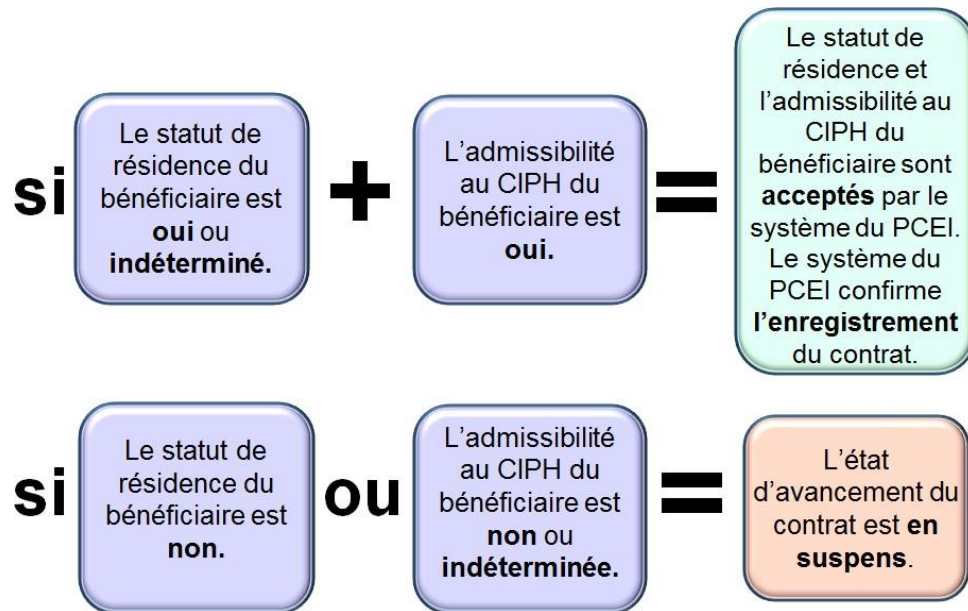 si
Le statut de
résidence du
bénéficiaire est
oui ou
indéterminé.
+
L'admissibilité
au CIPH du
bénéficiaire est
oui.
=
Le statut de
résidence et
l'admissibilité au
CIPH du
bénéficiaire sont
acceptés par le
système du PCEI.
Le système du
PCEI confirme
l'enregistrement
du contrat.
si
Le statut de
résidence du
bénéficiaire est
non.
ou
L'admissibilité
au CIPH du
bénéficiaire est
non ou
indéterminée.
=
L'état
d'avancement du
contrat est en
suspens.